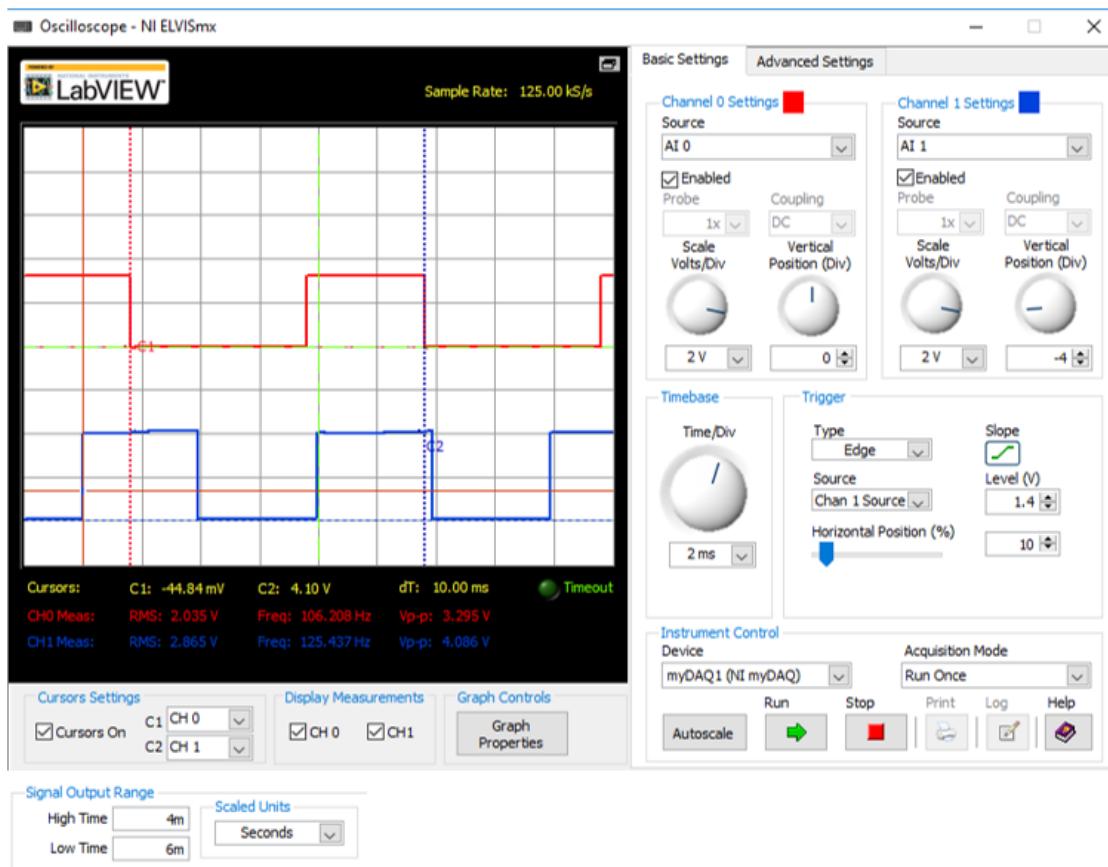 Oscilloscope - NI ELVISmx
POWERED BY
NATIONAL INSTRUMENTS
LabVIEW™
Sample Rate: 125.00 kS/s
C1
C2
Cursors: C1: -44.84 mV C2: 4.10 V dT: 10.00 ms Timeout
CH0 Meas: RMS: 2.035 V Freq: 106.208 Hz Vp-p: 3.295 V
CH1 Meas: RMS: 2.865 V Freq: 125.437 Hz Vp-p: 4.086 V
Cursors Settings
Cursors On
C1 CH 0
C2 CH 1
Display Measurements
CH 0 CH1
Graph Controls
Graph
Properties
Basic Settings Advanced Settings
Channel 0 Settings
Source
AI 0
Enabled
Probe Coupling
1x DC
Scale Vertical
Volts/Div Position (Div)
2 V 0
Channel 1 Settings
Source
AI 1
Enabled
Probe Coupling
1x DC
Scale Vertical
Volts/Div Position (Div)
2 V -4
Timebase
Time/Div
2 ms
Trigger
Type Slope
Edge
Source Level (V)
Chan 1 Source 1.4
Horizontal Position (%)
10
Instrument Control
Device Acquisition Mode
myDAQ1 (NI myDAQ) Run Once
Run Stop Print Log Help
Autoscale
Signal Output Range
High Time 4m
Low Time 6m
Scaled Units
Seconds